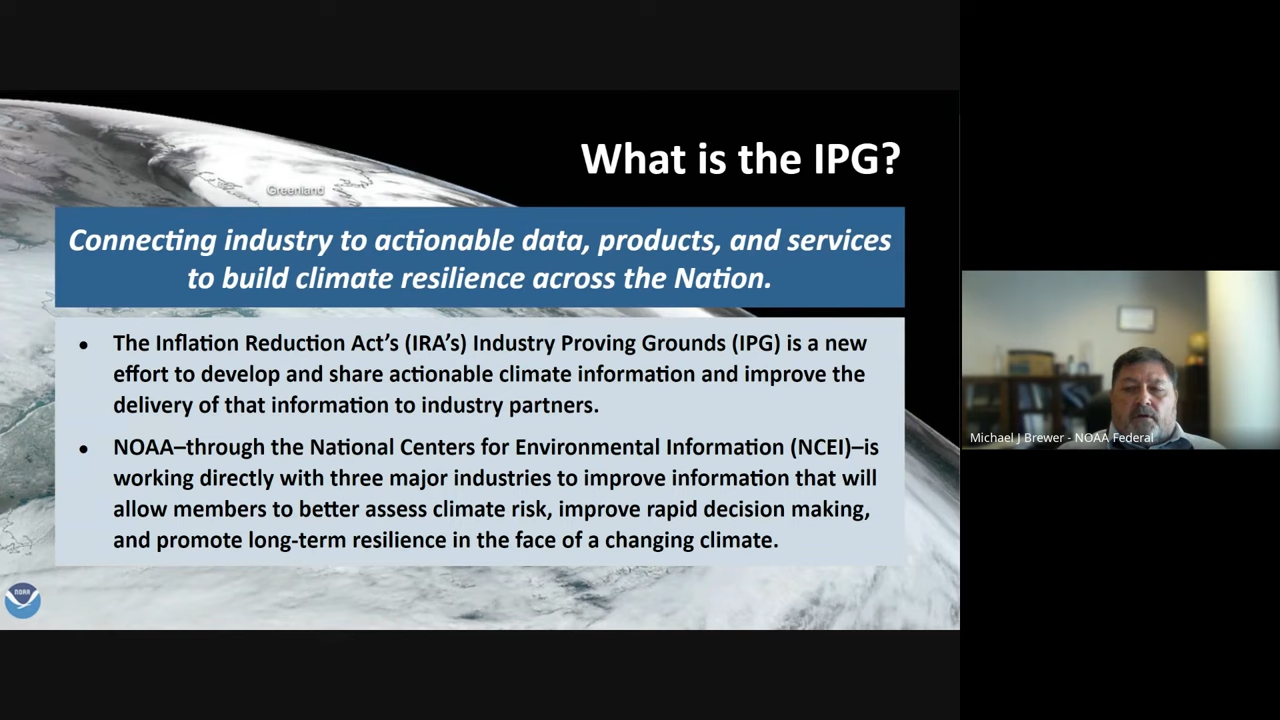 What is the IPG?
Greenland
Connecting industry to actionable data, products, and services
to build climate resilience across the Nation.
• The Inflation Reduction Act's (IRA's) Industry Proving Grounds (IPG) is a new
effort to develop and share actionable climate information and improve the
delivery of that information to industry partners.
• NOAA–through the National Centers for Environmental Information (NCEI)–is
working directly with three major industries to improve information that will
allow members to better assess climate risk, improve rapid decision making,
and promote long-term resilience in the face of a changing climate.
NOAA
Michael J Brewer - NOAA Federal